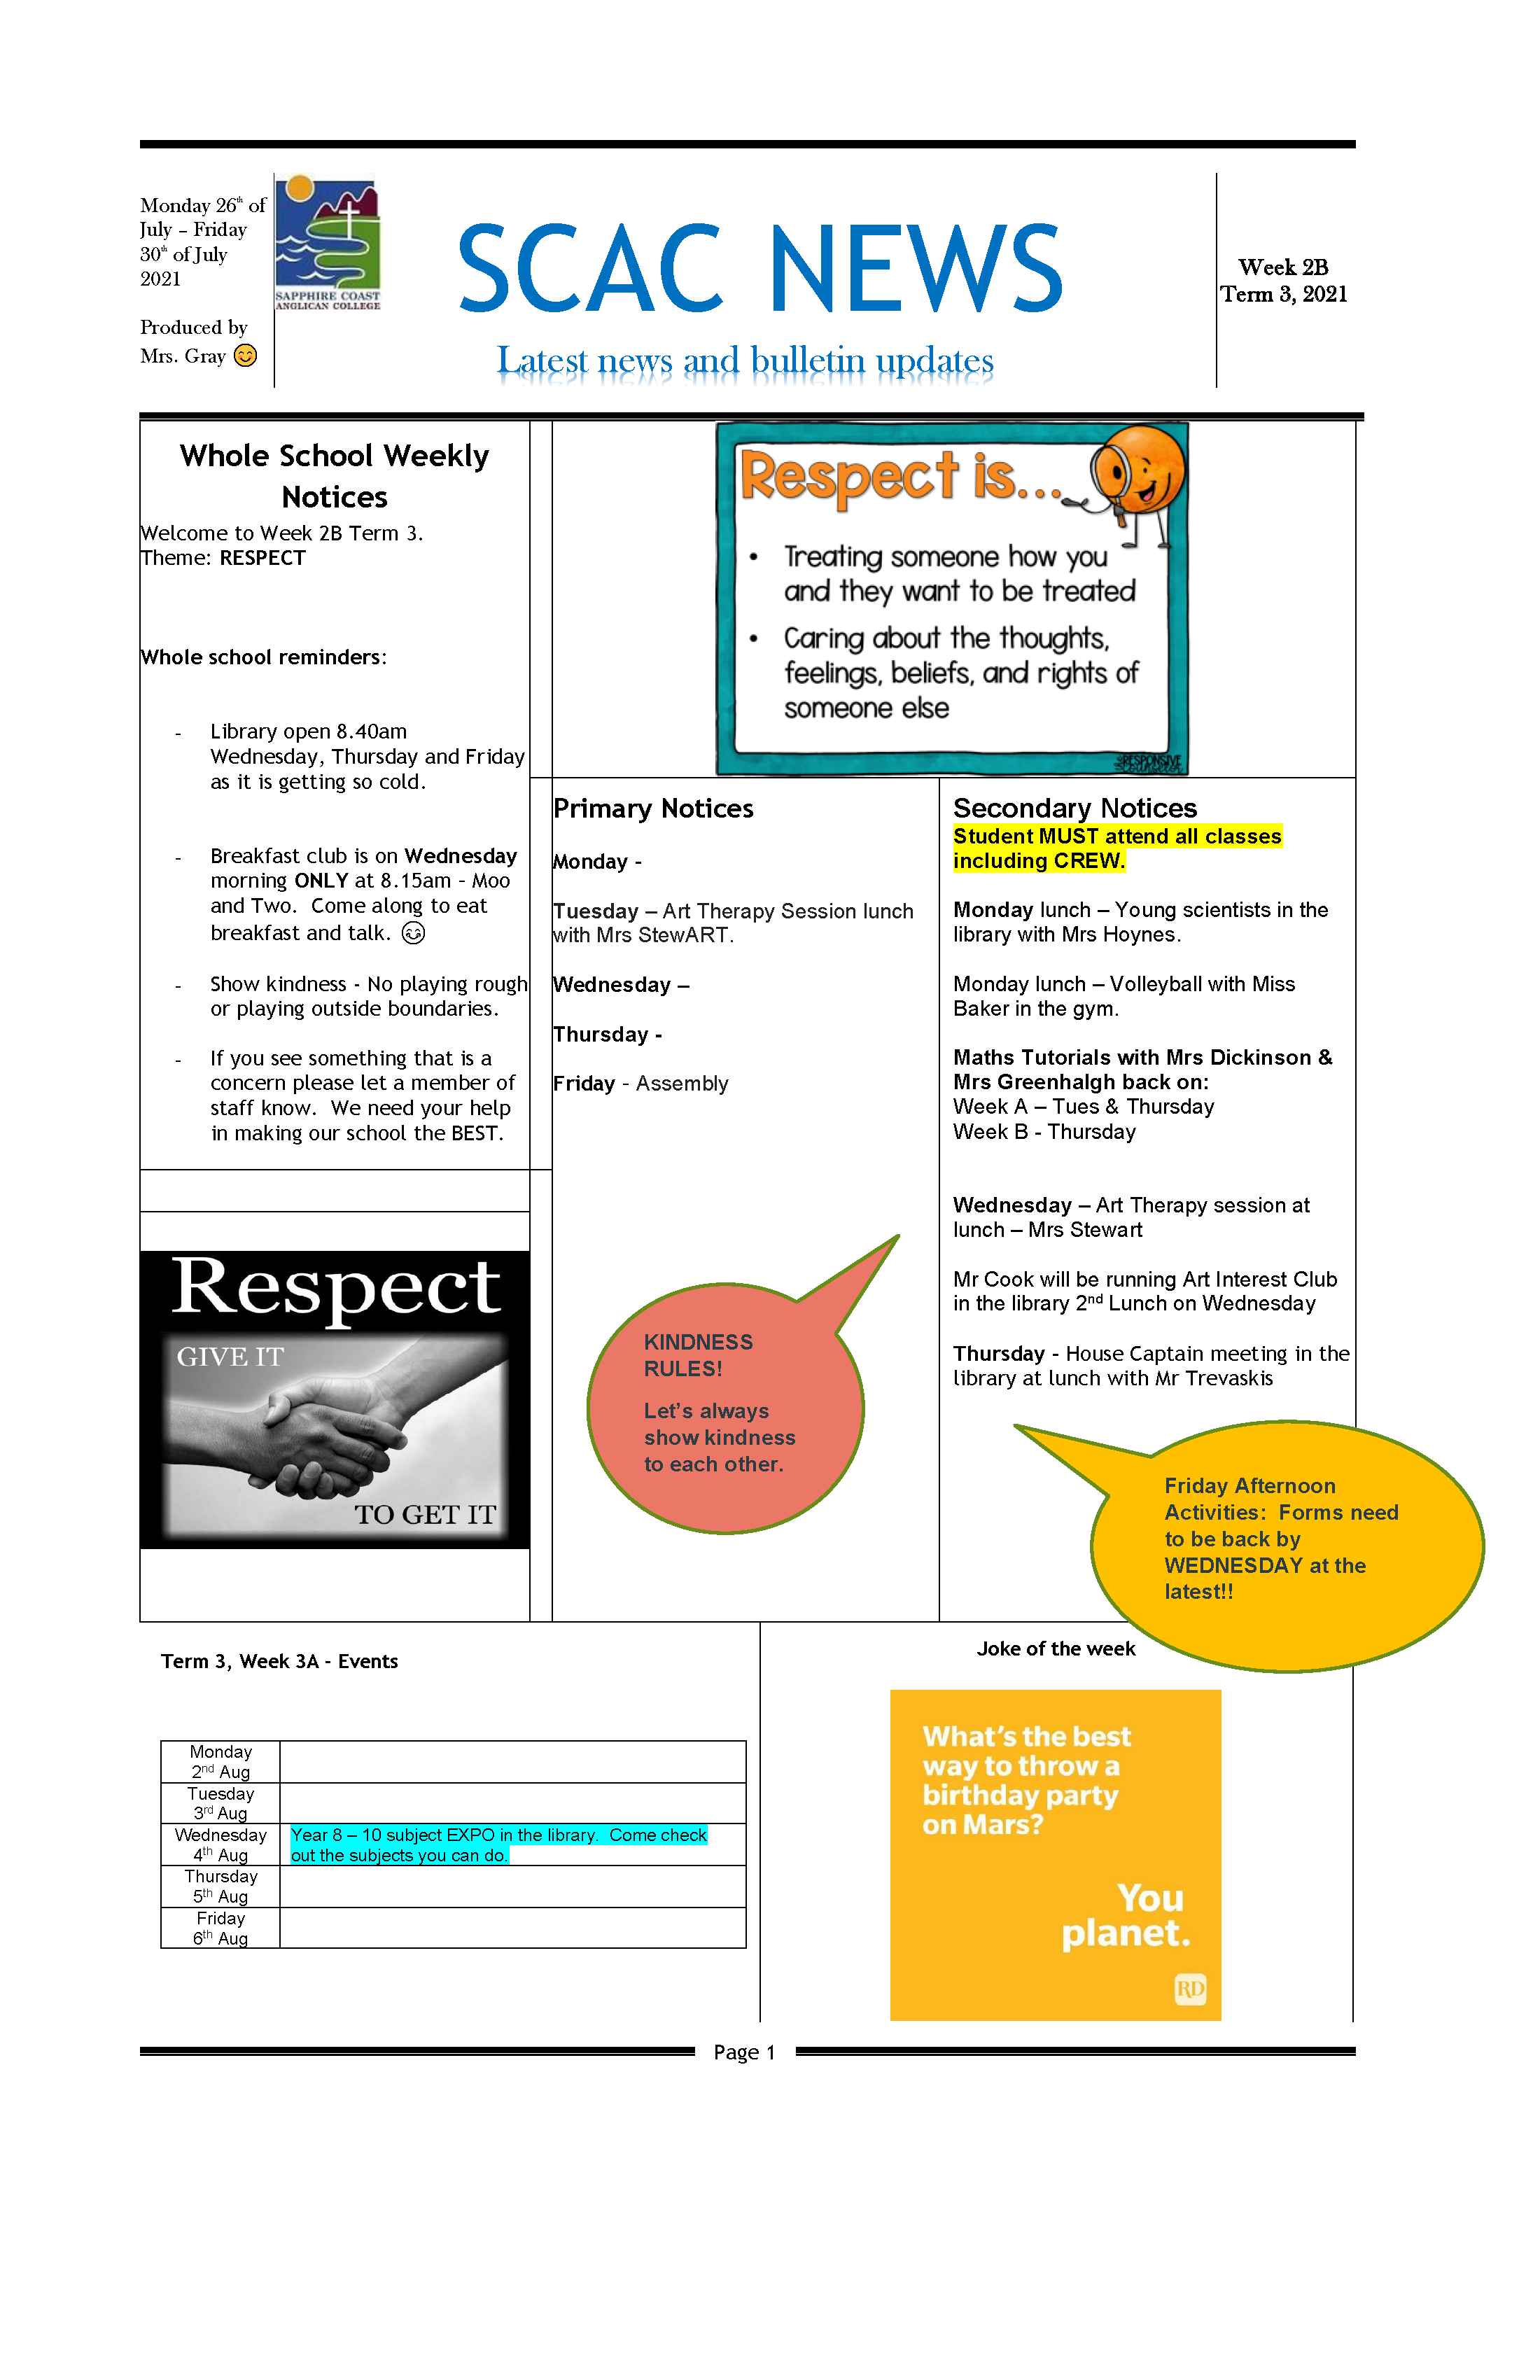 Monday 26th of
July – Friday
30th of July
2021
Produced by
Mrs. Gray 😊
SAPPHIRE COAST
ANGLICAN COLLEGE
SCAC NEWS
Latest news and bulletin updates
Week 2B
Term 3, 2021
Whole School Weekly
Notices
Welcome to Week 2B Term 3.
Theme: RESPECT
Whole school reminders:
- Library open 8.40am
Wednesday, Thursday and Friday
as it is getting so cold.
- Breakfast club is on Wednesday
morning ONLY at 8.15am – Moo
and Two.  Come along to eat
breakfast and talk. 😊
- Show kindness - No playing rough
or playing outside boundaries.
- If you see something that is a
concern please let a member of
staff know.  We need your help
in making our school the BEST.
Respect
GIVE IT
TO GET IT
Respect is...
• Treating someone how you
and they want to be treated
• Caring about the thoughts,
feelings, beliefs, and rights of
someone else
RESPONSIVE
Primary Notices
Monday -
Tuesday – Art Therapy Session lunch
with Mrs StewART.
Wednesday –
Thursday -
Friday - Assembly
KINDNESS
RULES!
Let's always
show kindness
to each other.
Secondary Notices
Student MUST attend all classes
including CREW.
Monday lunch – Young scientists in the
library with Mrs Hoynes.
Monday lunch – Volleyball with Miss
Baker in the gym.
Maths Tutorials with Mrs Dickinson &
Mrs Greenhalgh back on:
Week A – Tues & Thursday
Week B - Thursday
Wednesday – Art Therapy session at
lunch – Mrs Stewart
Mr Cook will be running Art Interest Club
in the library 2nd Lunch on Wednesday
Thursday - House Captain meeting in the
library at lunch with Mr Trevaskis
Friday Afternoon
Activities:  Forms need
to be back by
WEDNESDAY at the
latest!!
Term 3, Week 3A - Events
Monday
2nd Aug
Tuesday
3rd Aug
Wednesday
4th Aug
Year 8 – 10 subject EXPO in the library.  Come check
out the subjects you can do.
Thursday
5th Aug
Friday
6th Aug
Joke of the week
What's the best
way to throw a
birthday party
on Mars?
You
planet.
RD
Page 1